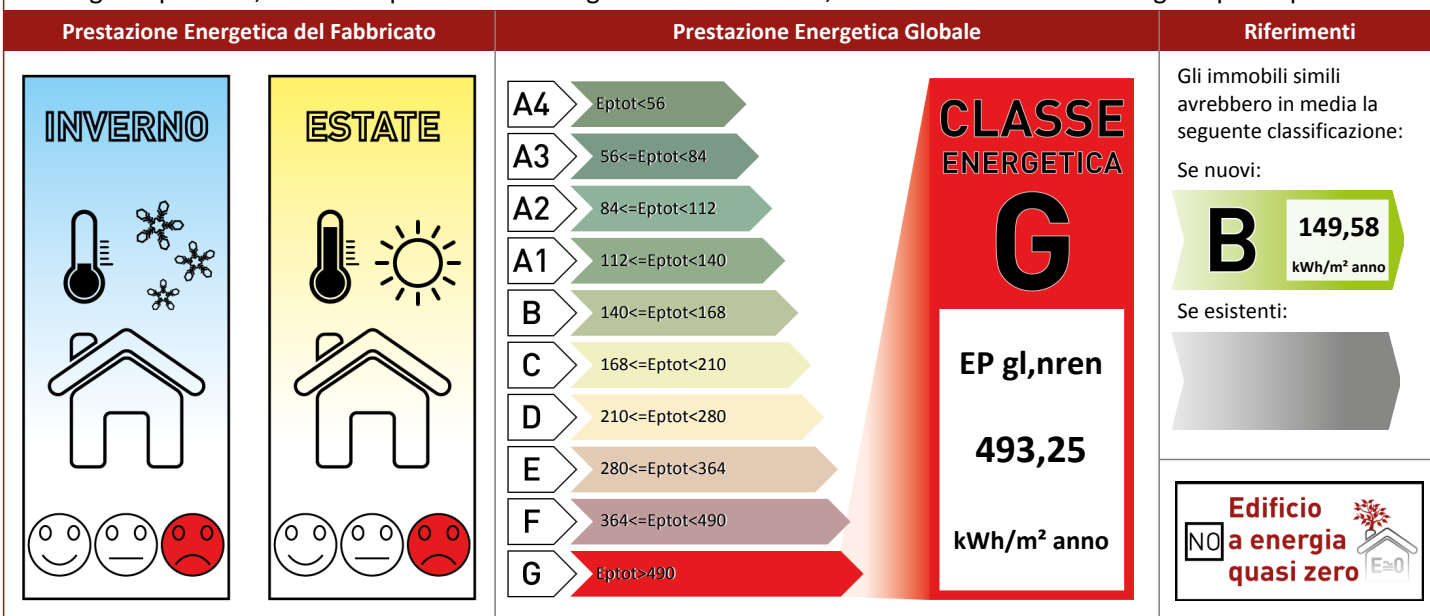 Prestazione Energetica del Fabbricato
Prestazione Energetica Globale
Riferimenti
INVERNO
ESTATE
A4
Eptot<56
A3
56<=Eptot<84
A2
84<=Eptot<112
A1
112<=Eptot<140
B
140<=Eptot<168
C
168<=Eptot<210
D
210<=Eptot<280
E
280<=Eptot<364
F
364<=Eptot<490
G
Eptot>490
CLASSE
ENERGETICA
G
EP gl,nren
493,25
kWh/m² anno
Gli immobili simili
avrebbero in media la
seguente classificazione:
Se nuovi:
B
149,58
kWh/m² anno
Se esistenti:
Edificio
NO a energia
quasi zero
E≃0